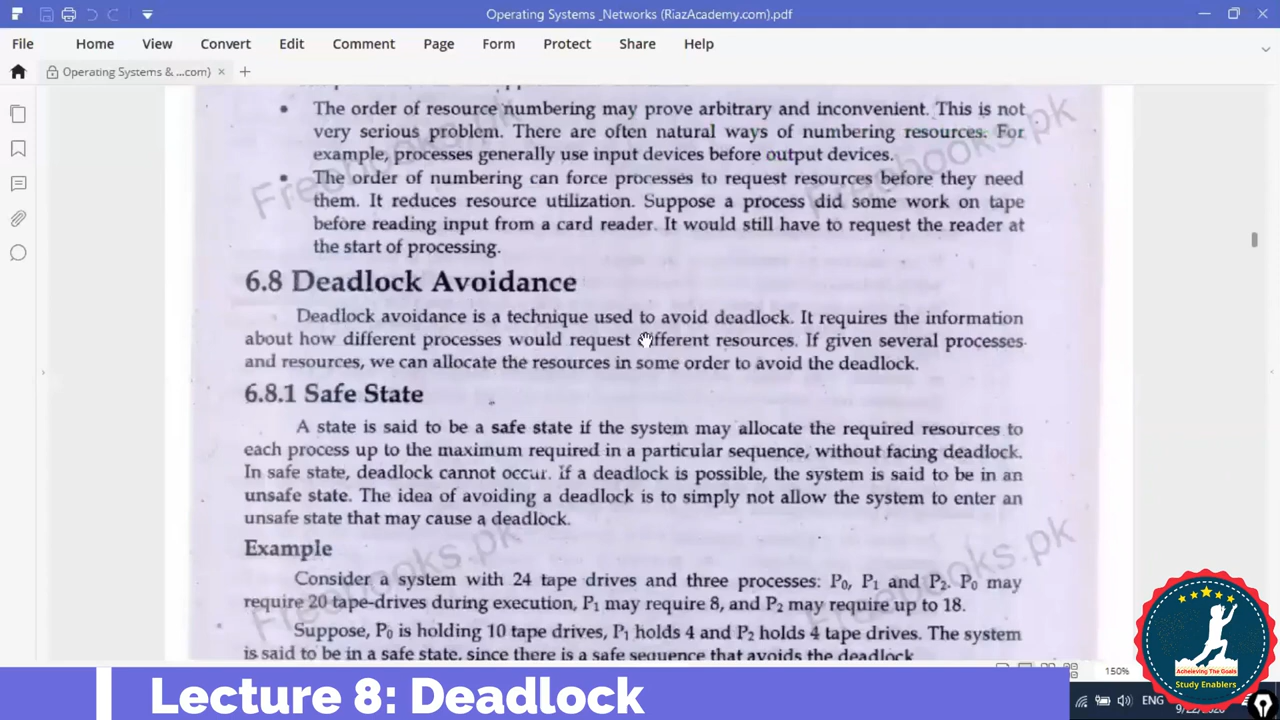 Operating Systems _Networks (RiazAcademy.com).pdf
File Home View Convert Edit Comment Page Form Protect Share Help
Operating Systems & ...com) × +
• The order of resource numbering may prove arbitrary and inconvenient. This is not
very serious problem. There are often natural ways of numbering resources. For
example, processes generally use input devices before output devices.
• The order of numbering can force processes to request resources before they need
them. It reduces resource utilization. Suppose a process did some work on tape
before reading input from a card reader. It would still have to request the reader at
the start of processing.
6.8 Deadlock Avoidance
Deadlock avoidance is a technique used to avoid deadlock. It requires the information
about how different processes would request different resources. If given several processes
and resources, we can allocate the resources in some order to avoid the deadlock.
6.8.1 Safe State
A state is said to be a safe state if the system may allocate the required resources to
each process up to the maximum required in a particular sequence, without facing deadlock.
In safe state, deadlock cannot occur. If a deadlock is possible, the system is said to be in an
unsafe state. The idea of avoiding a deadlock is to simply not allow the system to enter an
unsafe state that may cause a deadlock.
Example
Consider a system with 24 tape drives and three processes: P0, P1 and P2. P0 may
require 20 tape-drives during execution, P1 may require 8, and P2 may require up to 18.
Suppose, P0 is holding 10 tape drives, P1 holds 4 and P2 holds 4 tape drives. The system
is said to be in a safe state, since there is a safe sequence that avoids the deadlock
Freebooks.pk
Freebooks.pk
Freebooks.pk
Freebooks.pk
150%
ENG
Acheieving The Goals
Study Enablers
Lecture 8: Deadlock